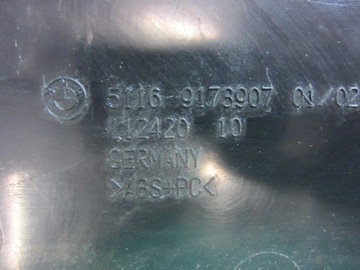 5116-9173907 01/02
112420 10
GERMANY
>ABS+PC<